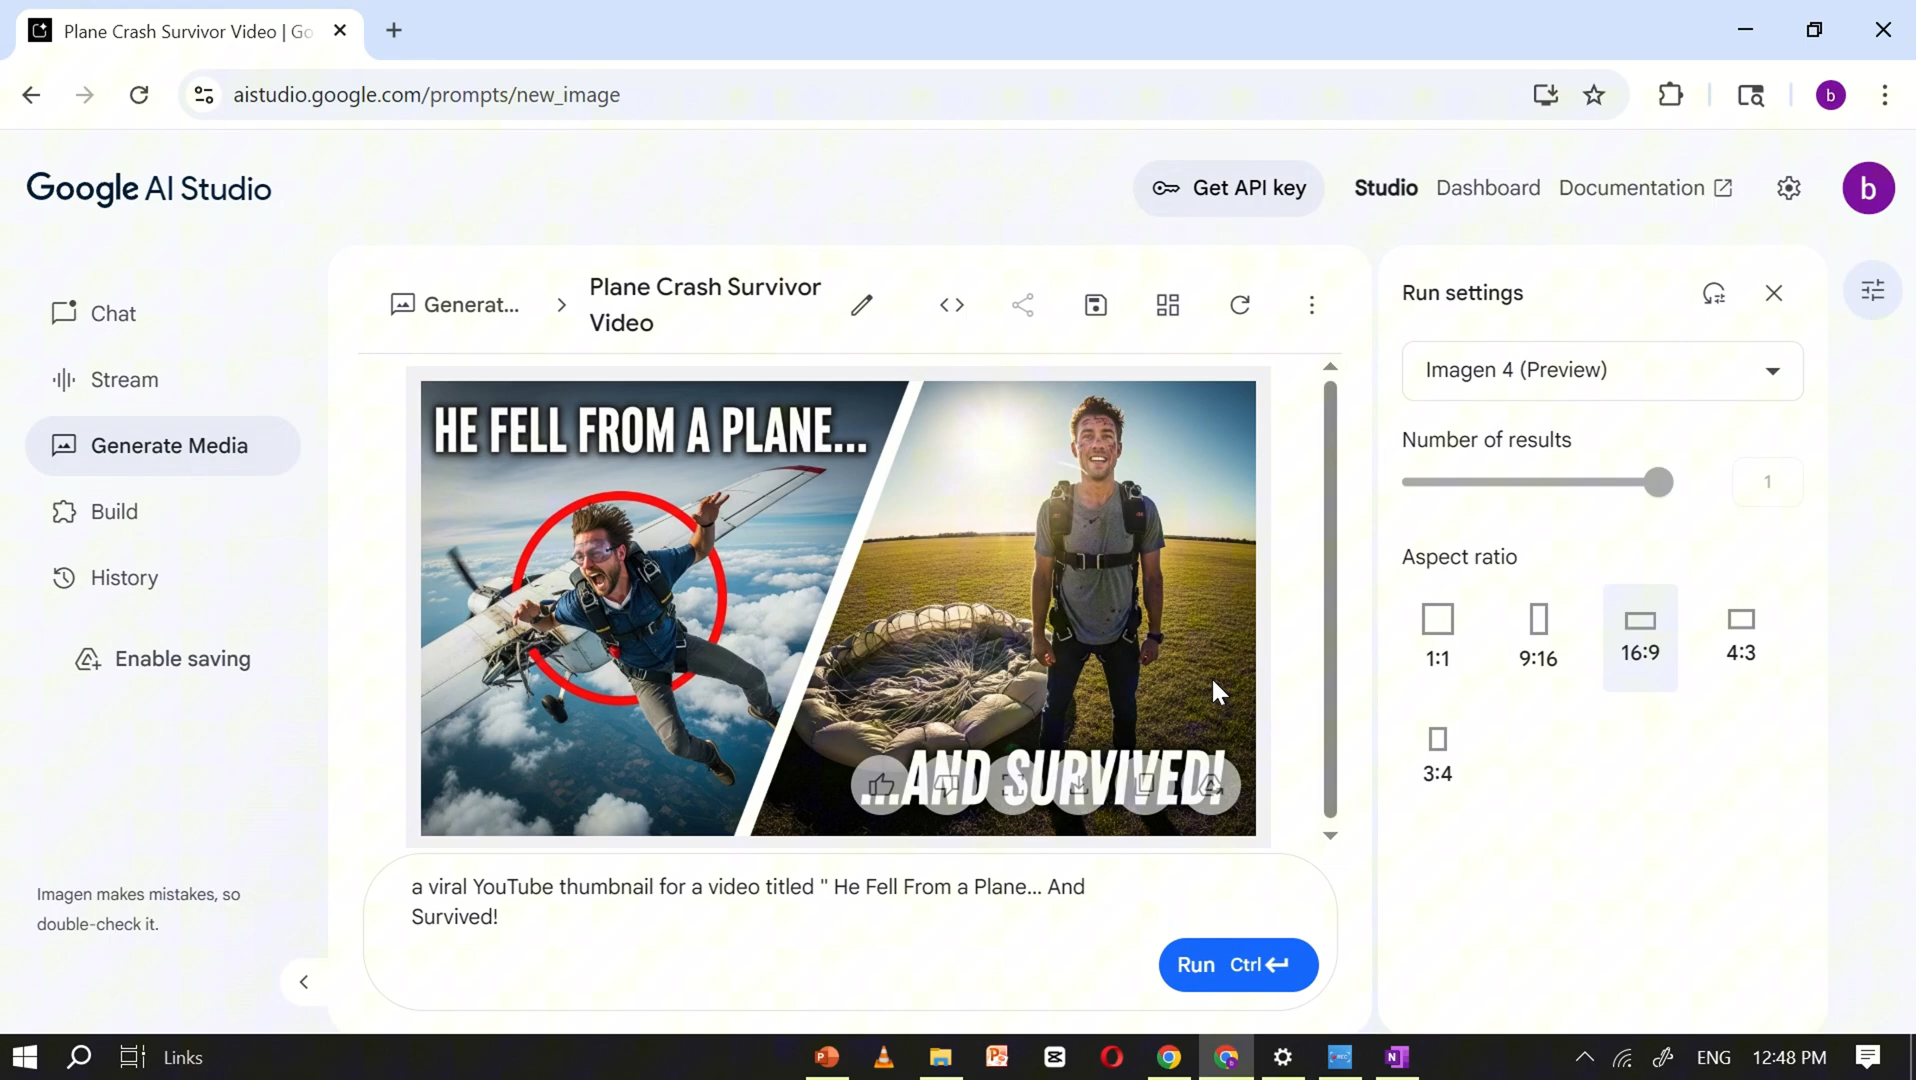 Plane Crash Survivor Video | Go
aistudio.google.com/prompts/new_image
b
Google AI Studio
Get API key
Studio
Dashboard
Documentation
b
Chat
Stream
Generate Media
Build
History
Enable saving
Imagen makes mistakes, so
double-check it.
Generat...
Plane Crash Survivor
Video
HE FELL FROM A PLANE...
...AND SURVIVED!
a viral YouTube thumbnail for a video titled " He Fell From a Plane... And
Survived!
Run Ctrl
Run settings
Imagen 4 (Preview)
Number of results
1
Aspect ratio
1:1
9:16
16:9
4:3
3:4
Links
ENG
12:48 PM